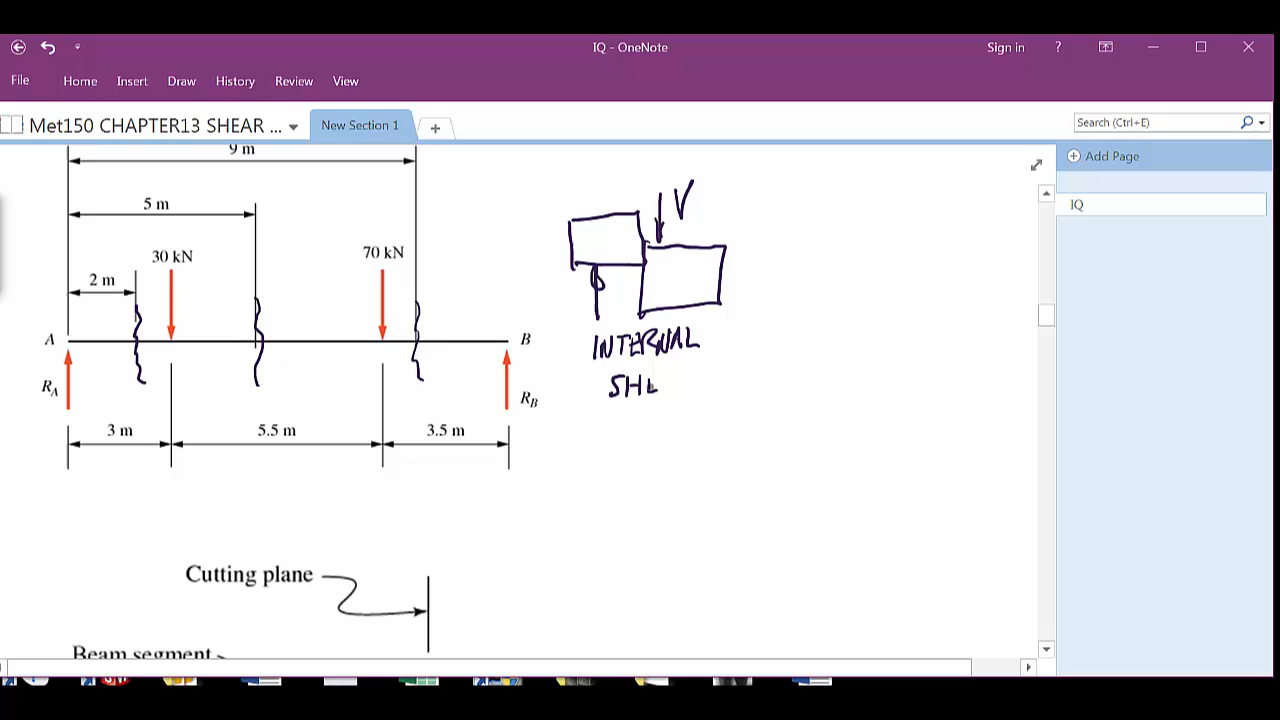 IQ - OneNote
Sign in
?
File
Home
Insert
Draw
History
Review
View
Met150 CHAPTER13 SHEAR ...
New Section 1
Search (Ctrl+E)
Add Page
IQ
9 m
5 m
30 kN
70 kN
2 m
V
A
B
RA
RB
3 m
5.5 m
3.5 m
INTERNAL
SHE
Cutting plane
Beam segment